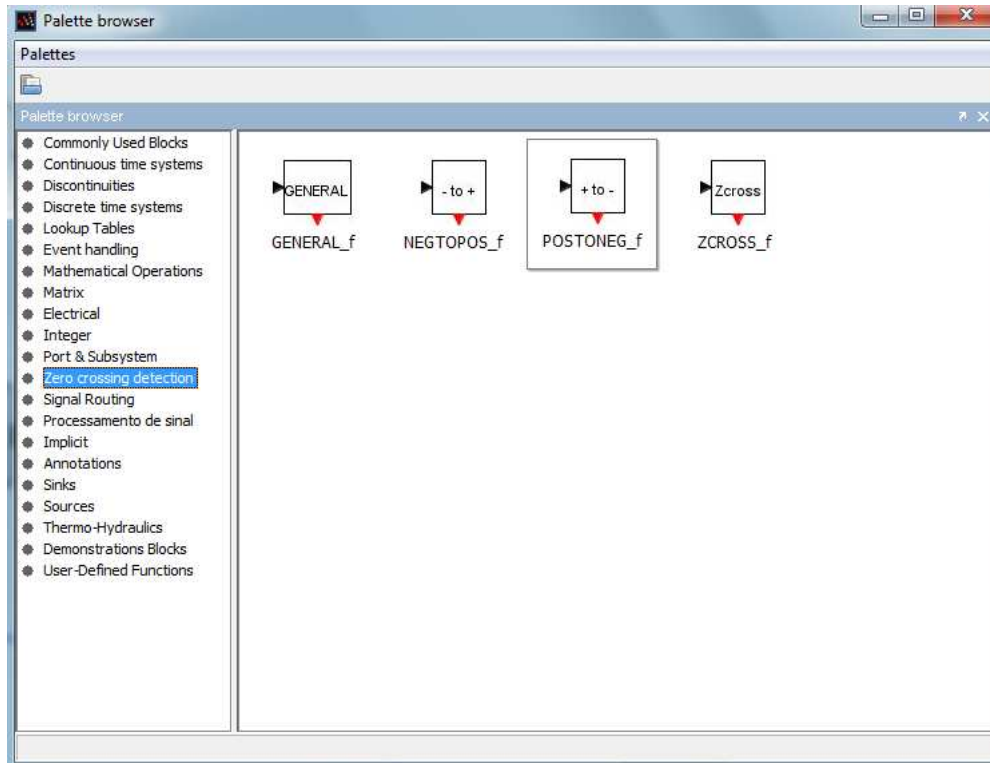 Palette browser
Palettes
Palette browser
Commonly Used Blocks
Continuous time systems
Discontinuities
Discrete time systems
Lookup Tables
Event handling
Mathematical Operations
Matrix
Electrical
Integer
Port & Subsystem
Zero crossing detection
Signal Routing
Processamento de sinal
Implicit
Annotations
Sinks
Sources
Thermo-Hydraulics
Demonstrations Blocks
User-Defined Functions
GENERAL
- to +
+ to -
Zcross
GENERAL_f
NEGTOPOS_f
POSTONEG_f
ZCROSS_f